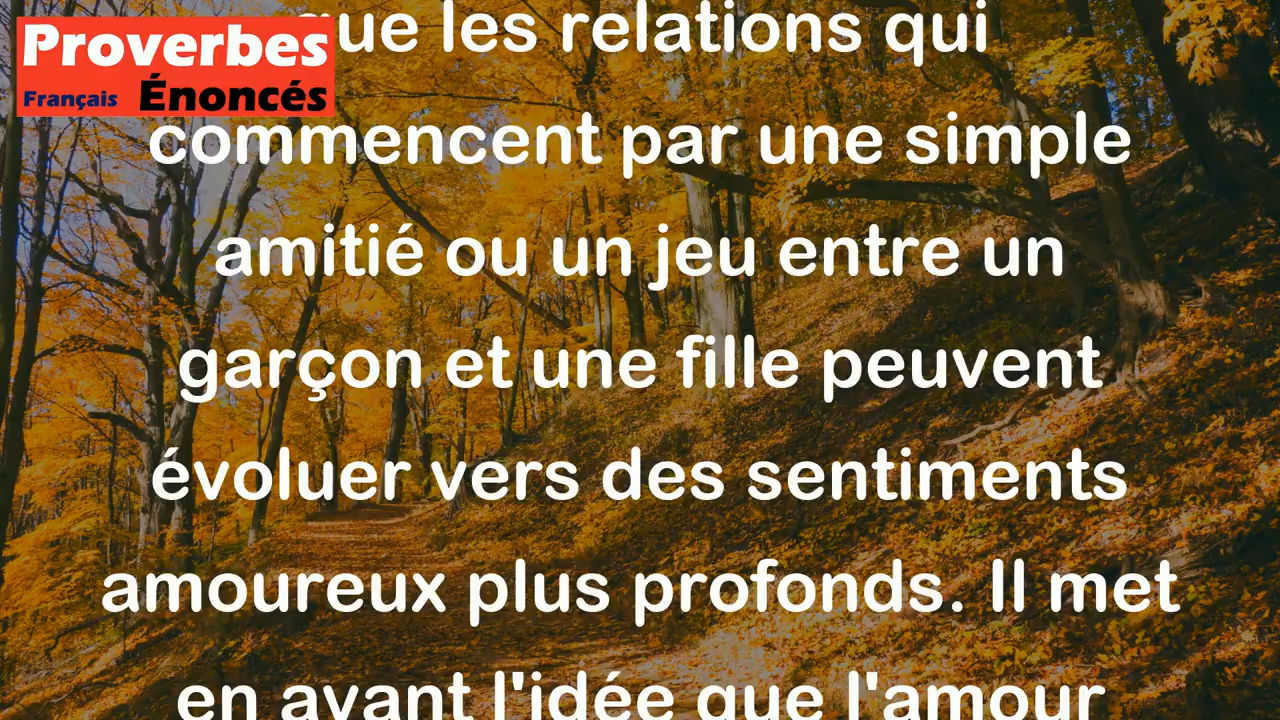 Proverbes
Français Énoncés
que les relations qui
commencent par une simple
amitié ou un jeu entre un
garçon et une fille peuvent
évoluer vers des sentiments
amoureux plus profonds. Il met
en avant l'idée que l'amour